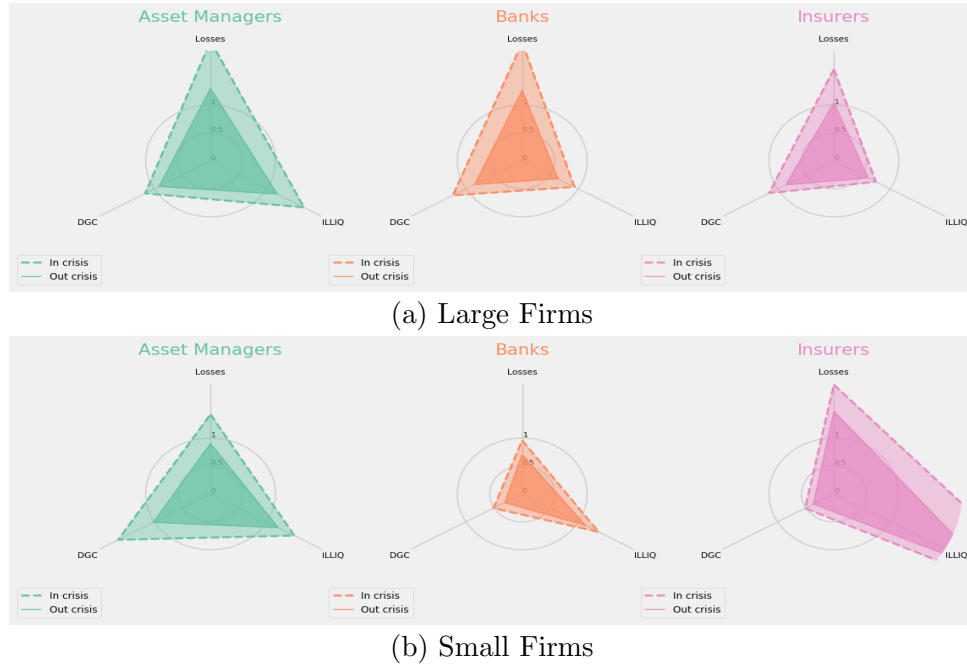 Asset Managers
Losses
1
0.5
0
DGC
ILLIQ
In crisis
Out crisis
Banks
Losses
1
0.5
0
DGC
ILLIQ
In crisis
Out crisis
Insurers
Losses
1
0.5
0
DGC
ILLIQ
In crisis
Out crisis
(a) Large Firms
Asset Managers
Losses
1
0.5
0
DGC
ILLIQ
In crisis
Out crisis
Banks
Losses
1
0.5
0
DGC
ILLIQ
In crisis
Out crisis
Insurers
Losses
1
0.5
0
DGC
ILLIQ
In crisis
Out crisis
(b) Small Firms